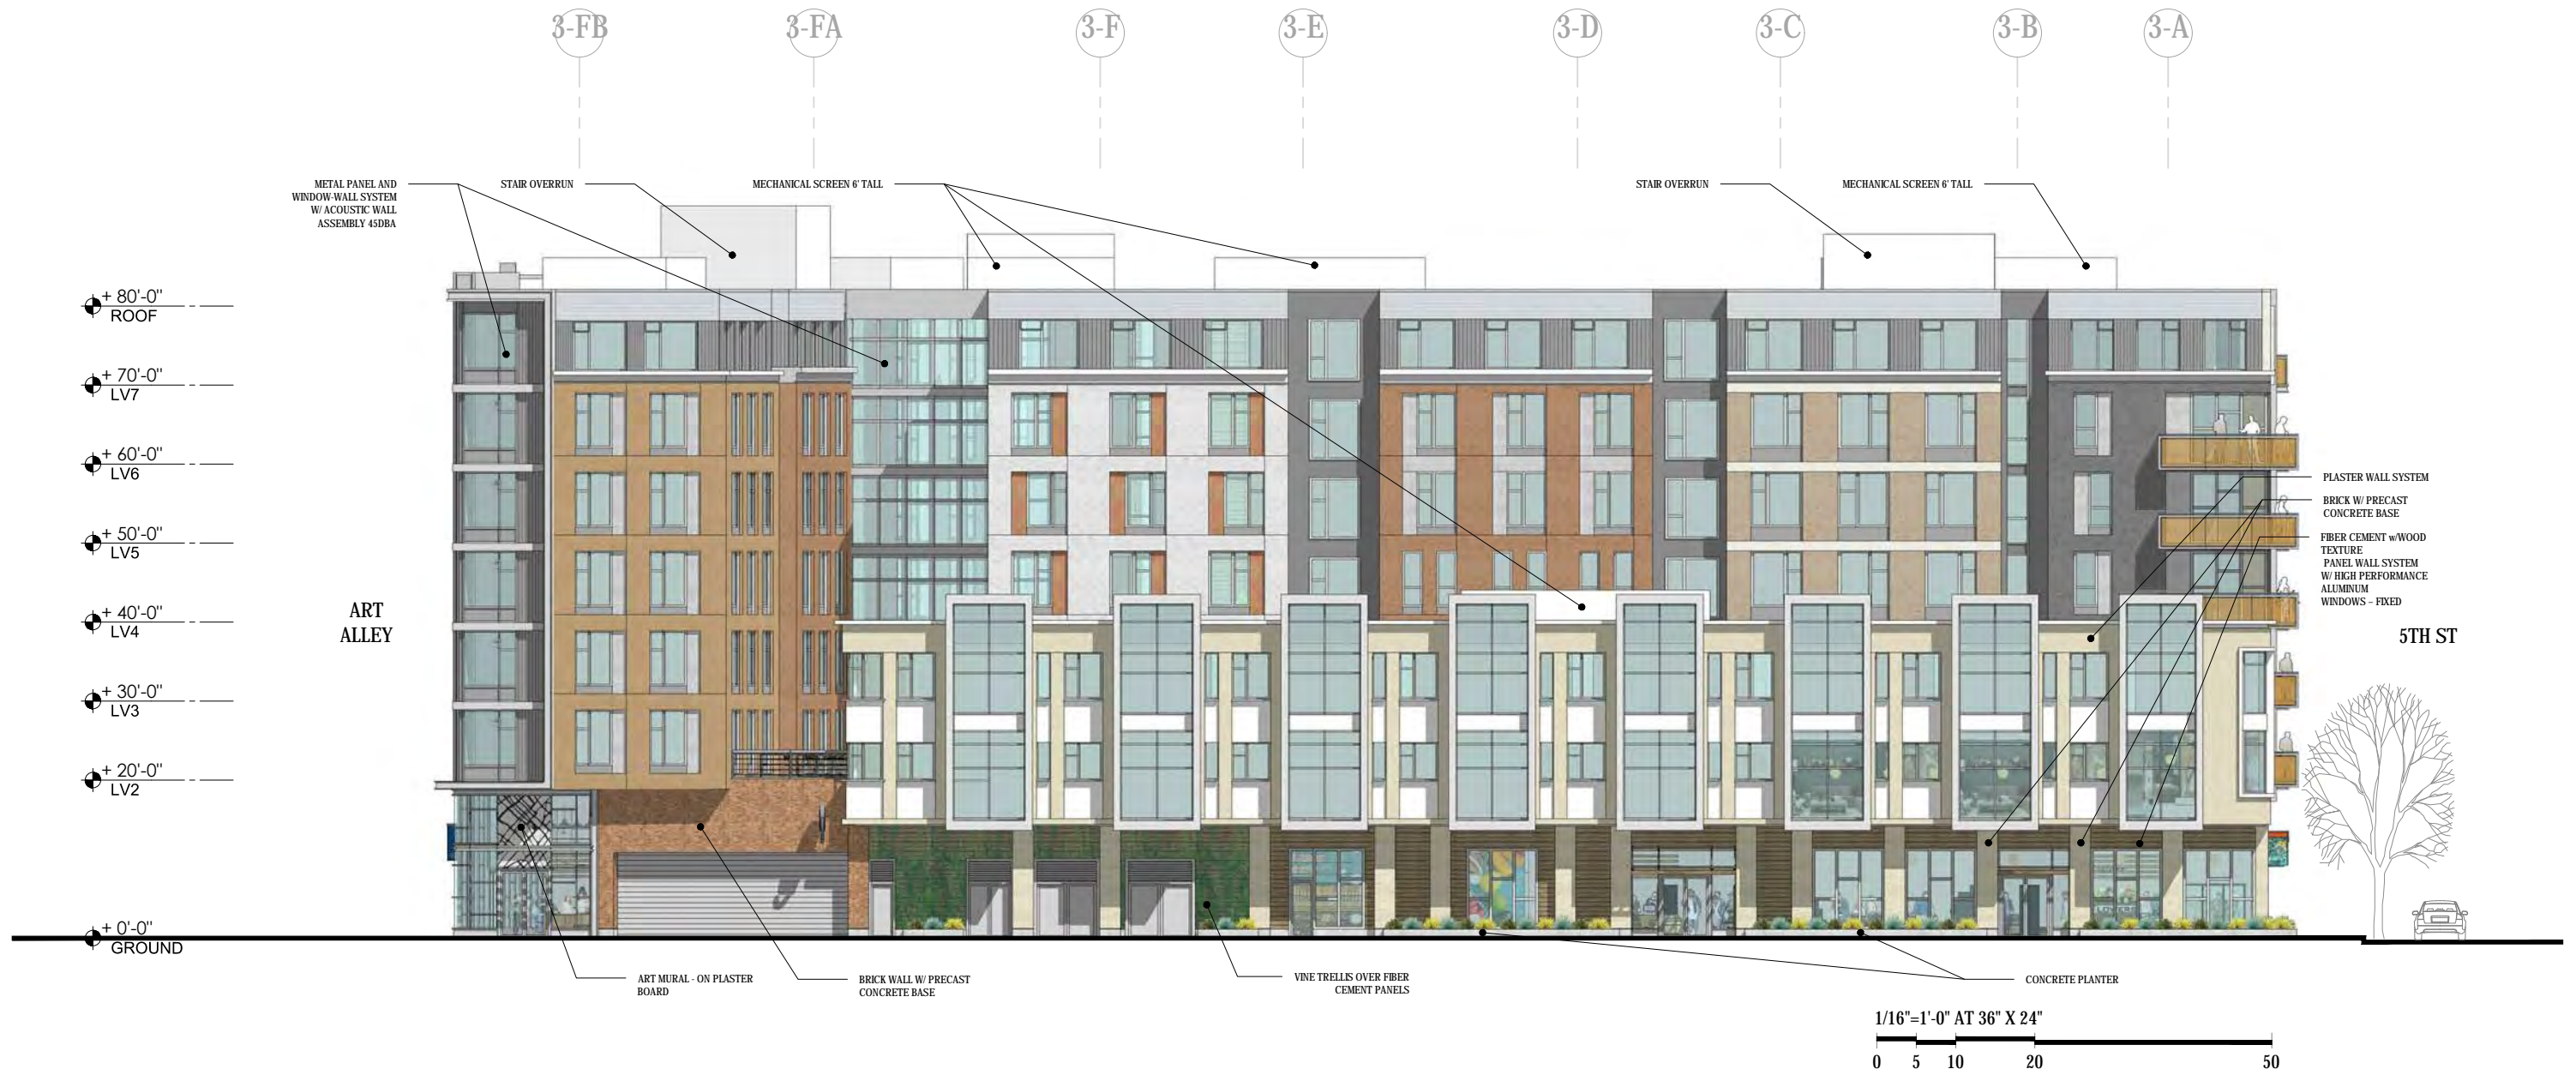 3-FB
3-FA
3-F
3-E
3-D
3-C
3-B
3-A
METAL PANEL AND
WINDOW-WALL SYSTEM
W/ ACOUSTIC WALL
ASSEMBLY 45DBA
STAIR OVERRUN
MECHANICAL SCREEN 6' TALL
STAIR OVERRUN
MECHANICAL SCREEN 6' TALL
+ 80'-0"
ROOF
+ 70'-0"
LV7
+ 60'-0"
LV6
+ 50'-0"
LV5
+ 40'-0"
LV4
+ 30'-0"
LV3
+ 20'-0"
LV2
+ 0'-0"
GROUND
ART
ALLEY
PLASTER WALL SYSTEM
BRICK W/ PRECAST
CONCRETE BASE
FIBER CEMENT w/WOOD
TEXTURE
PANEL WALL SYSTEM
W/ HIGH PERFORMANCE
ALUMINUM
WINDOWS - FIXED
5TH ST
ART MURAL - ON PLASTER
BOARD
BRICK WALL W/ PRECAST
CONCRETE BASE
VINE TRELLIS OVER FIBER
CEMENT PANELS
CONCRETE PLANTER
1/16"=1'-0" AT 36" X 24"
0 5 10 20 50